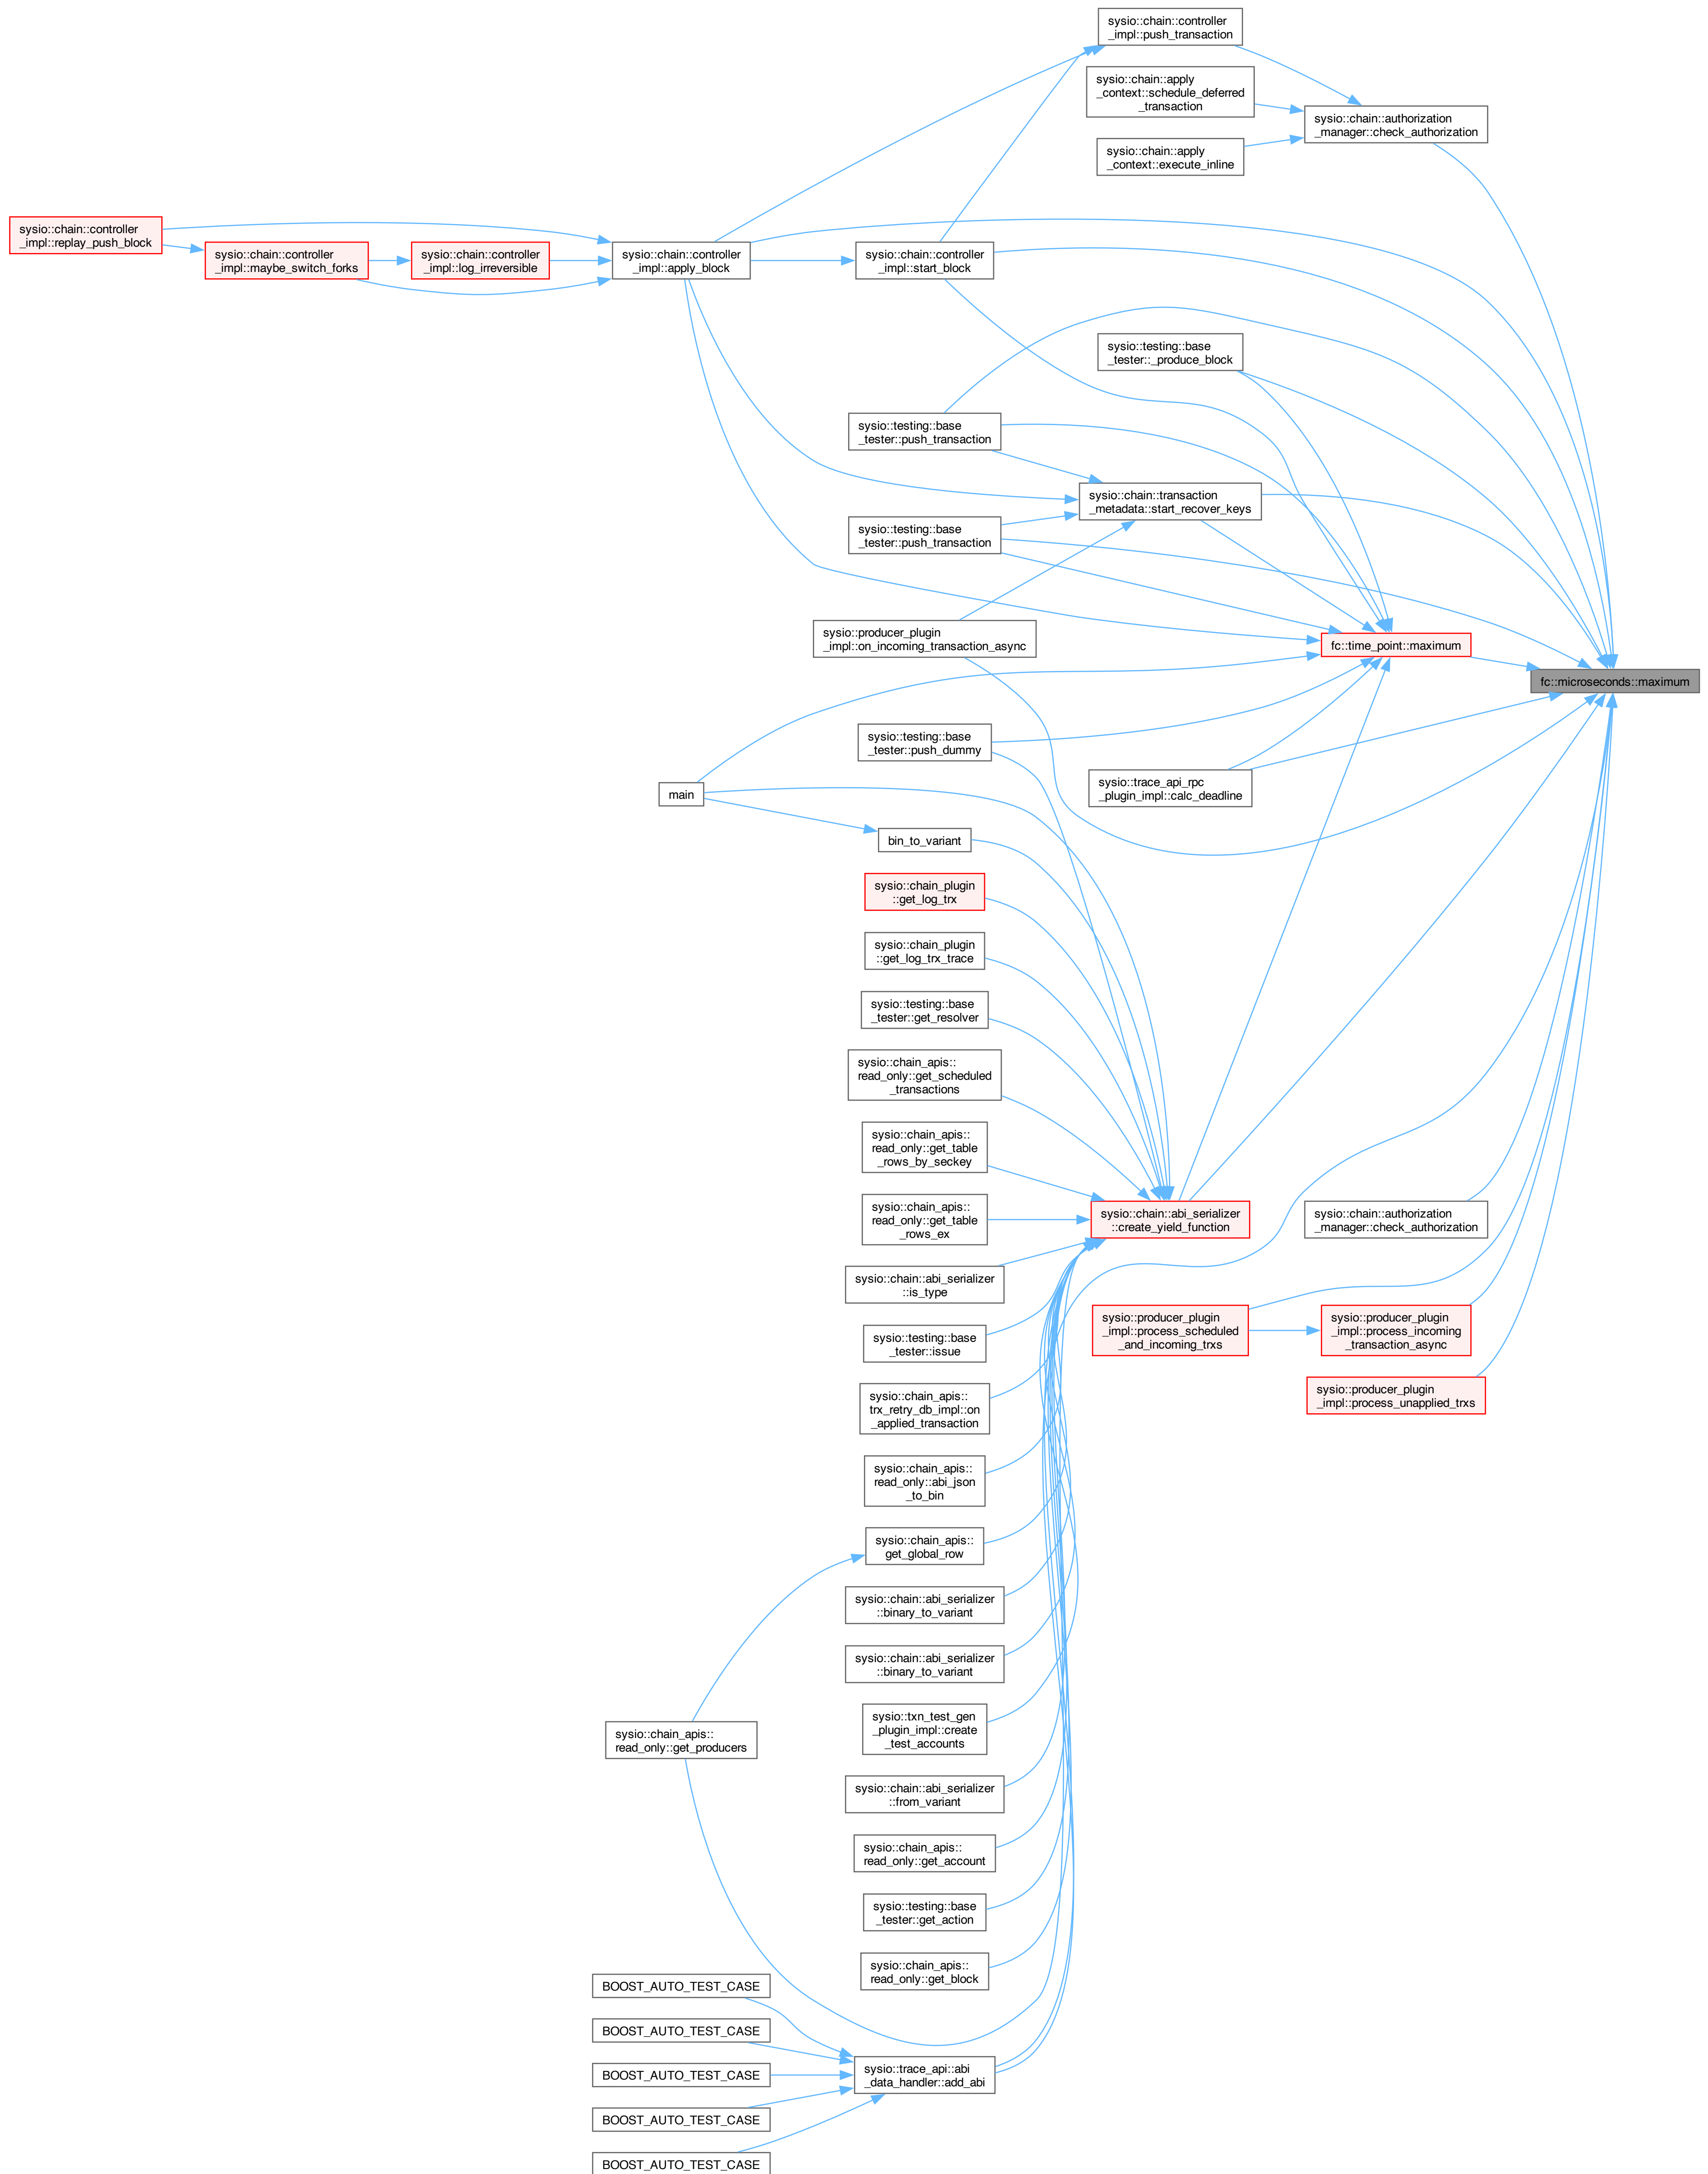 sysio::chain::controller
_impl::push_transaction
sysio::chain::apply
_context::schedule_deferred
_transaction
sysio::chain::authorization
_manager::check_authorization
sysio::chain::apply
_context::execute_inline
sysio::chain::controller
_impl::replay_push_block
sysio::chain::controller
_impl::maybe_switch_forks
sysio::chain::controller
_impl::log_irreversible
sysio::chain::controller
_impl::apply_block
sysio::chain::controller
_impl::start_block
sysio::testing::base
_tester::_produce_block
sysio::testing::base
_tester::push_transaction
sysio::chain::transaction
_metadata::start_recover_keys
sysio::testing::base
_tester::push_transaction
sysio::producer_plugin
_impl::on_incoming_transaction_async
fc::time_point::maximum
fc::microseconds::maximum
sysio::testing::base
_tester::push_dummy
sysio::trace_api_rpc
_plugin_impl::calc_deadline
main
bin_to_variant
sysio::chain_plugin
::get_log_trx
sysio::chain_plugin
::get_log_trx_trace
sysio::testing::base
_tester::get_resolver
sysio::chain_apis::
read_only::get_scheduled
_transactions
sysio::chain_apis::
read_only::get_table
_rows_by_seckey
sysio::chain_apis::
read_only::get_table
_rows_ex
sysio::chain::abi_serializer
::create_yield_function
sysio::chain::authorization
_manager::check_authorization
sysio::chain::abi_serializer
::is_type
sysio::testing::base
_tester::issue
sysio::producer_plugin
_impl::process_scheduled
_and_incoming_trxs
sysio::producer_plugin
_impl::process_incoming
_transaction_async
sysio::producer_plugin
_impl::process_unapplied_trxs
sysio::chain_apis::
trx_retry_db_impl::on
_applied_transaction
sysio::chain_apis::
read_only::abi_json
_to_bin
sysio::chain_apis::
get_global_row
sysio::chain::abi_serializer
::binary_to_variant
sysio::chain::abi_serializer
::binary_to_variant
sysio::txn_test_gen
_plugin_impl::create
_test_accounts
sysio::chain_apis::
read_only::get_producers
sysio::chain::abi_serializer
::from_variant
sysio::chain_apis::
read_only::get_account
sysio::testing::base
_tester::get_action
sysio::chain_apis::
read_only::get_block
BOOST_AUTO_TEST_CASE
BOOST_AUTO_TEST_CASE
BOOST_AUTO_TEST_CASE
sysio::trace_api::abi
_data_handler::add_abi
BOOST_AUTO_TEST_CASE
BOOST_AUTO_TEST_CASE